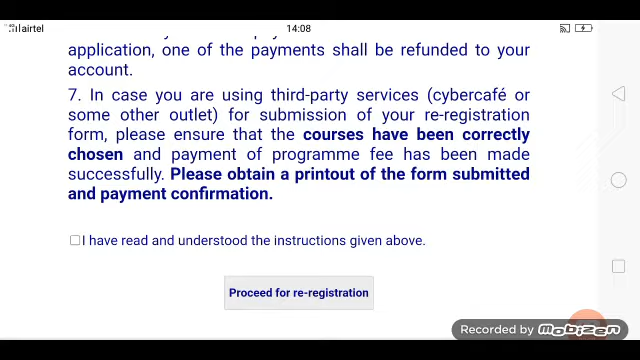 airtel 14:08
application, one of the payments shall be refunded to your
account.
7. In case you are using third-party services (cybercafé or
some other outlet) for submission of your re-registration
form, please ensure that the courses have been correctly
chosen and payment of programme fee has been made
successfully. Please obtain a printout of the form submitted
and payment confirmation.
I have read and understood the instructions given above.
Proceed for re-registration
Recorded by Mobizen